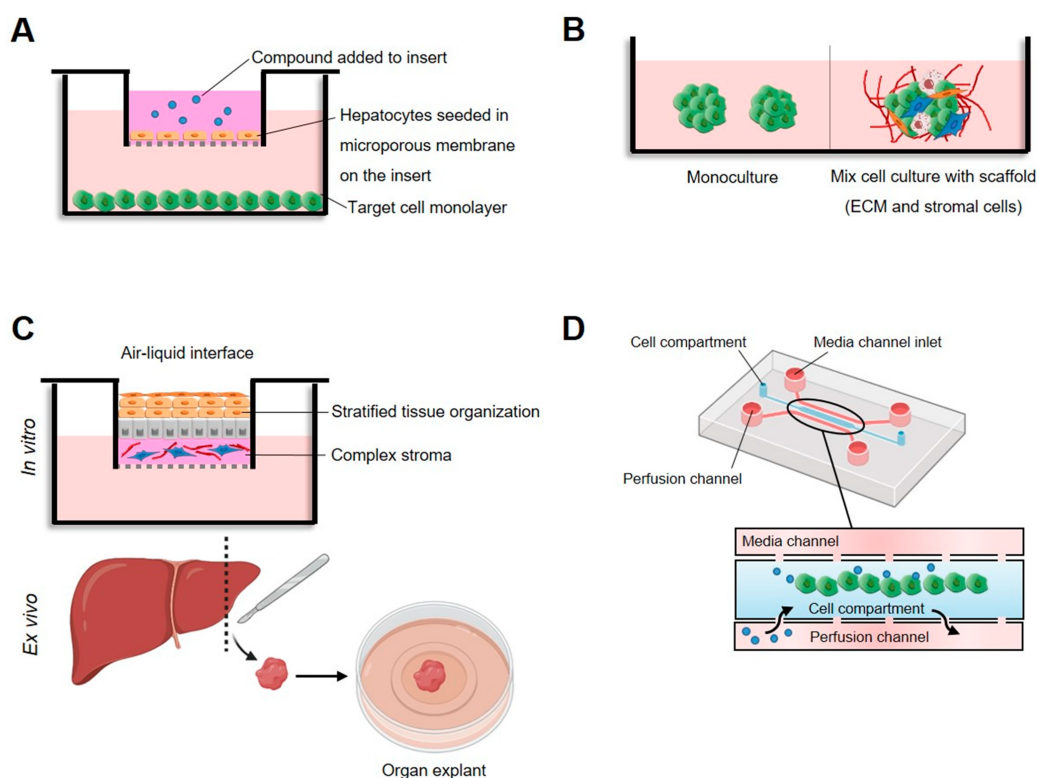 A
Compound added to insert
Hepatocytes seeded in
microporous membrane
on the insert
Target cell monolayer
B
Monoculture
Mix cell culture with scaffold
(ECM and stromal cells)
C
Air-liquid interface
In vitro
Stratified tissue organization
Complex stroma
Ex vivo
Organ explant
D
Cell compartment
Media channel inlet
Perfusion channel
Media channel
Cell compartment
Perfusion channel